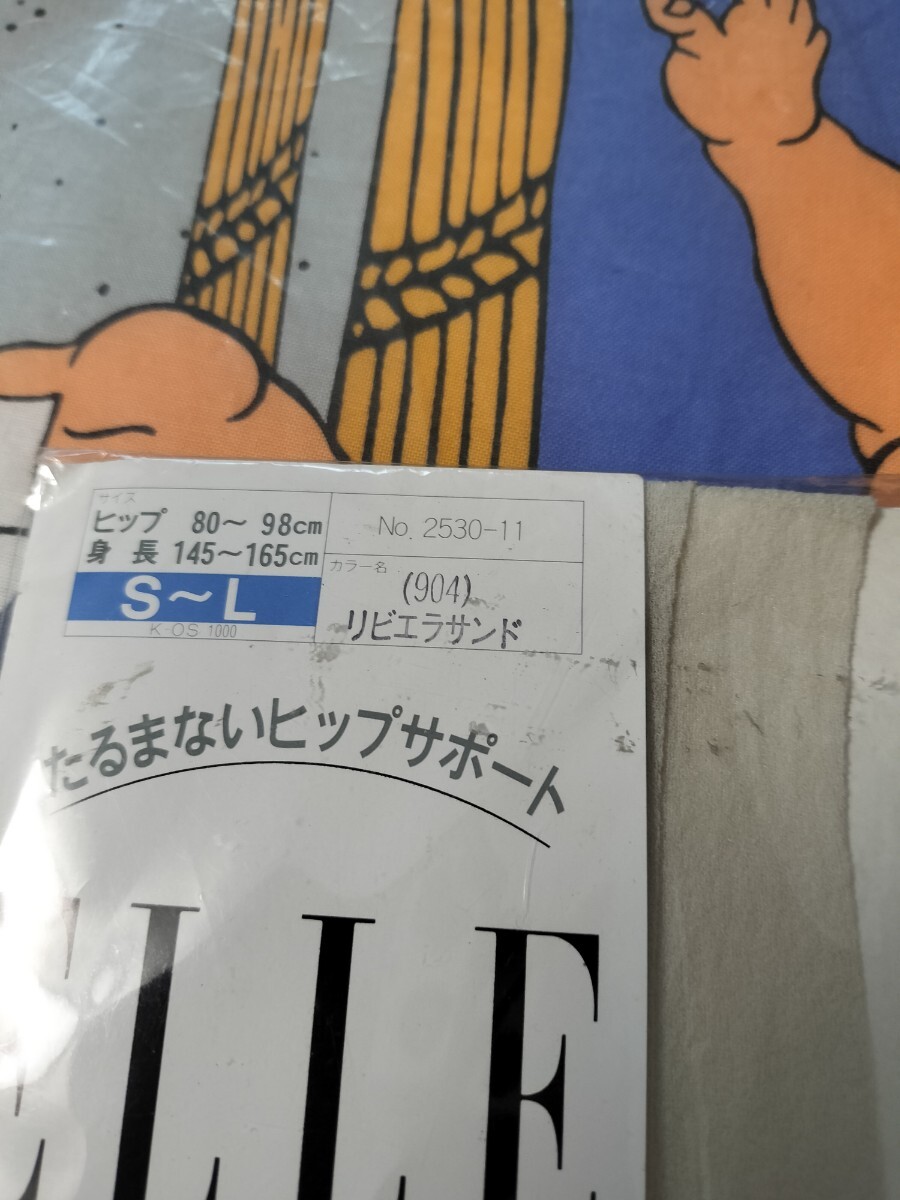 サイズ
ヒップ 80～ 98cm
身 長 145～165cm
S～L
K-OS 1000
No. 2530-11
カラー名
(904)
リビエラサンド
たるまないヒップサポート
ELLE